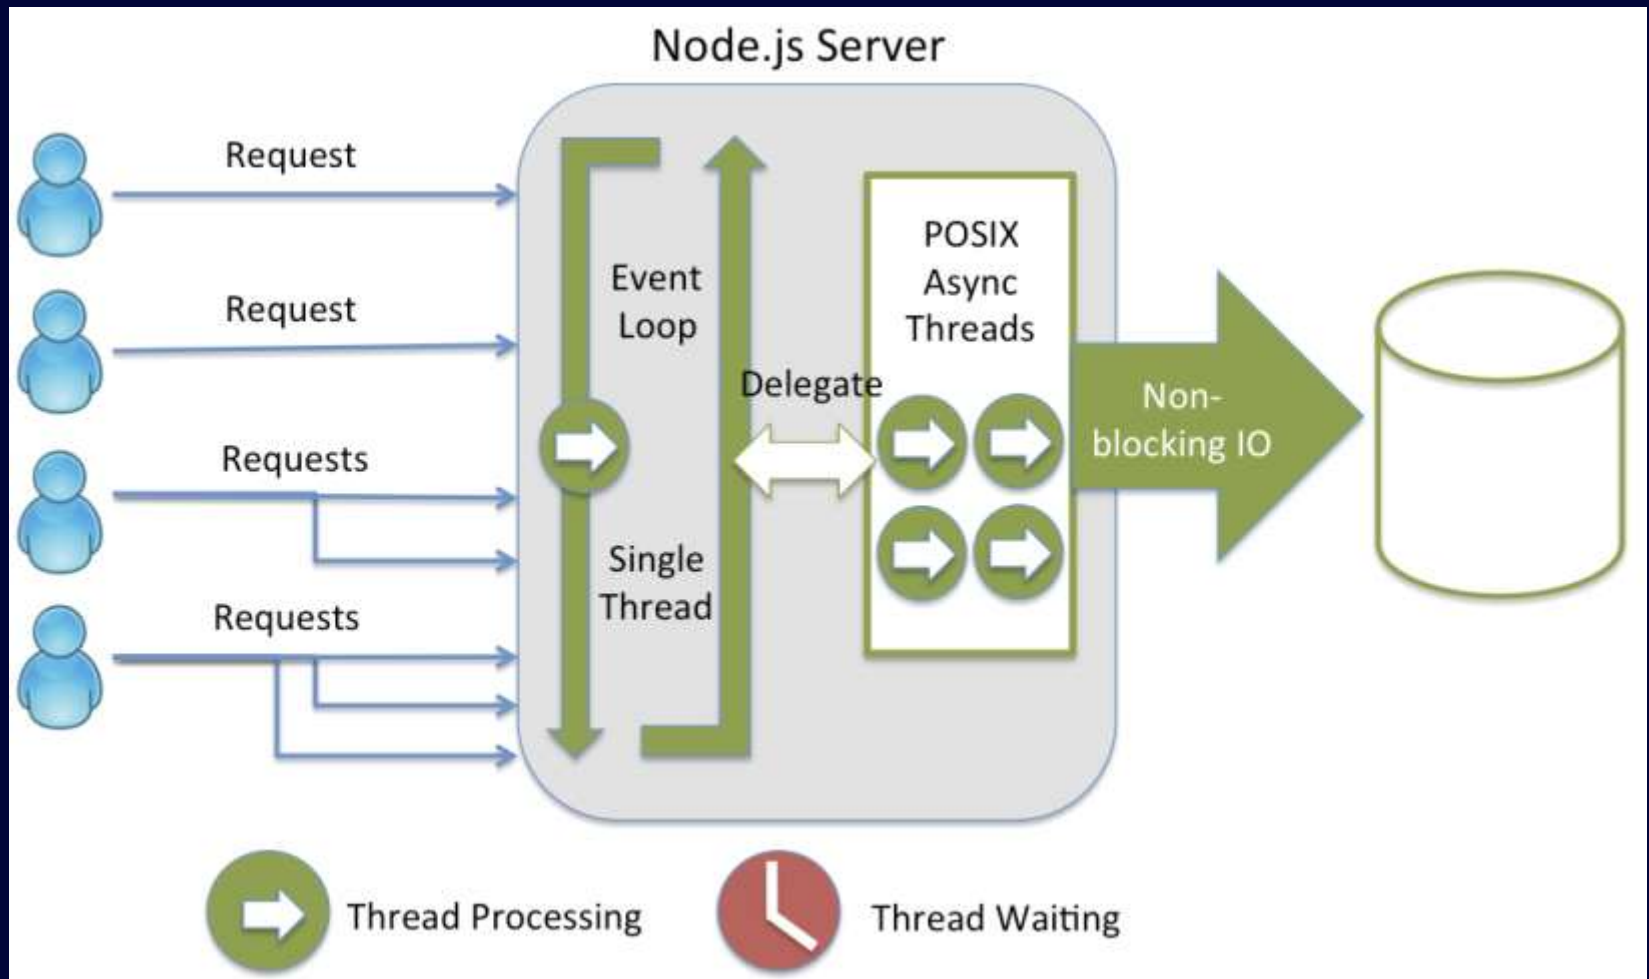 Node.js Server
Request
Request
Requests
Requests
Event
Loop
Single
Thread
Delegate
POSIX
Async
Threads
Non-
blocking IO
Thread Processing
Thread Waiting